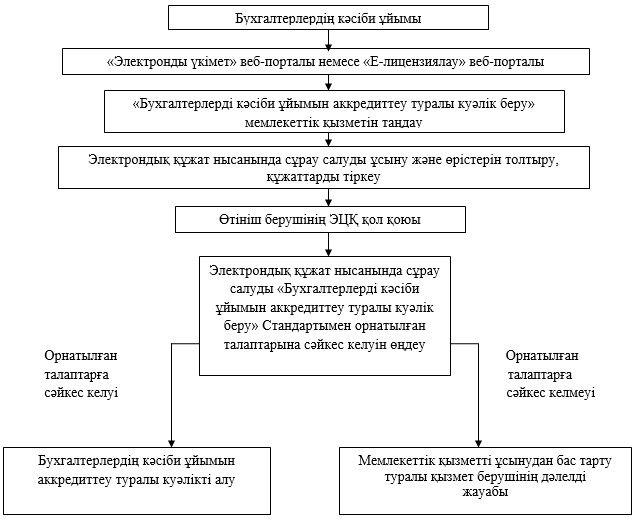 Бухгалтерлердің кәсіби ұйымы
«Электронды үкімет» веб-порталы немесе «Е-лицензиялау» веб-порталы
«Бухгалтерлерді кәсіби ұйымын аккредиттеу туралы куәлік беру»
мемлекеттік қызметін таңдау
Электрондық құжат нысанында сұрау салуды ұсыну және өрістерін толтыру,
құжаттарды тіркеу
Өтініш берушінің ЭЦҚ қол қоюы
Электрондық құжат нысанында сұрау
салуды «Бухгалтерлерді кәсіби
ұйымын аккредиттеу туралы куәлік
беру» Стандартымен орнатылған
талаптарына сәйкес келуін өңдеу
Орнатылған
талаптарға
сәйкес келуі
Орнатылған
талаптарға
сәйкес келмеуі
Бухгалтерлердің кәсіби ұйымын
аккредиттеу туралы куәлікті алу
Мемлекеттік қызметті ұсынудан бас тарту
туралы қызмет берушінің дәлелді
жауабы